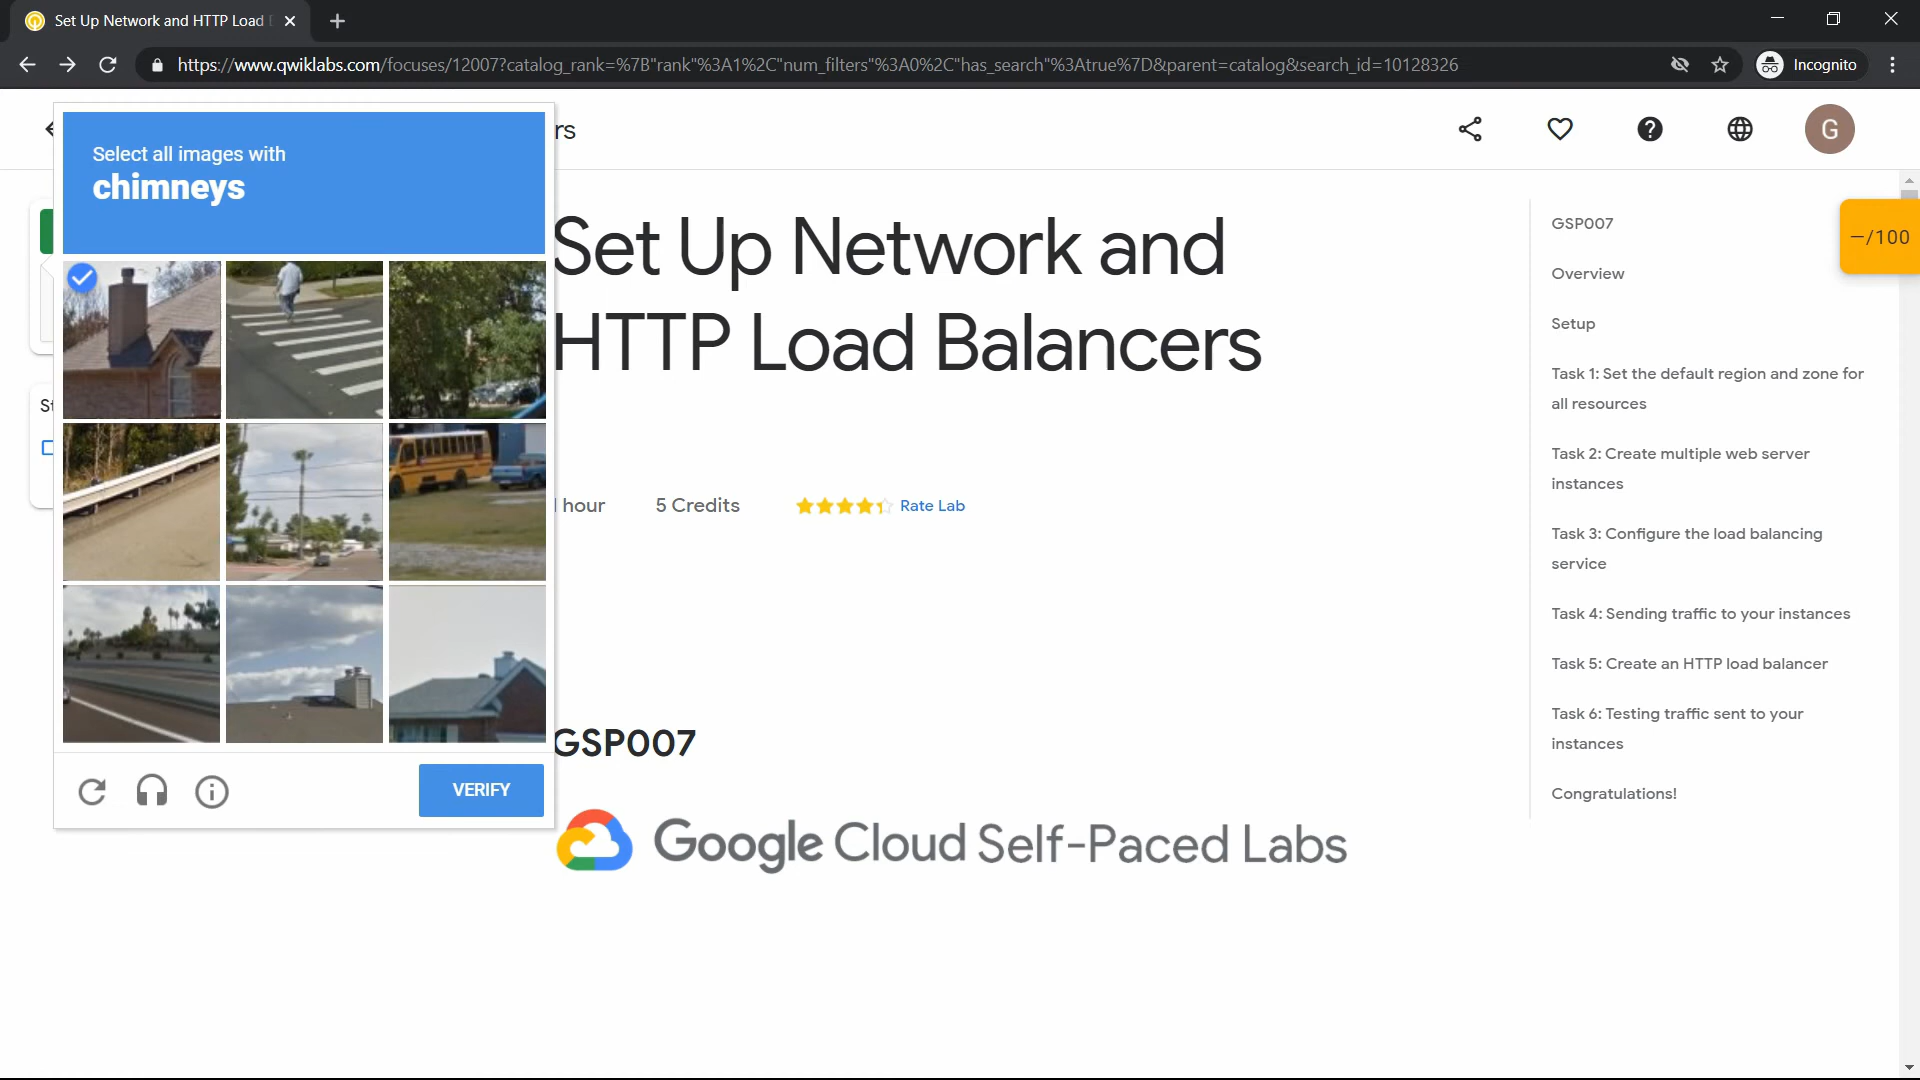 Set Up Network and HTTP Load
https://www.qwiklabs.com/focuses/12007?catalog_rank=%7B"rank"%3A1%2C"num_filters"%3A0%2C"has_search"%3Atrue%7D&parent=catalog&search_id=10128326
Incognito
rs
G
Select all images with
chimneys
VERIFY
St
Set Up Network and
HTTP Load Balancers
hour
5 Credits
Rate Lab
GSP007
Google Cloud Self-Paced Labs
GSP007
Overview
Setup
Task 1: Set the default region and zone for
all resources
Task 2: Create multiple web server
instances
Task 3: Configure the load balancing
service
Task 4: Sending traffic to your instances
Task 5: Create an HTTP load balancer
Task 6: Testing traffic sent to your
instances
Congratulations!
–/100